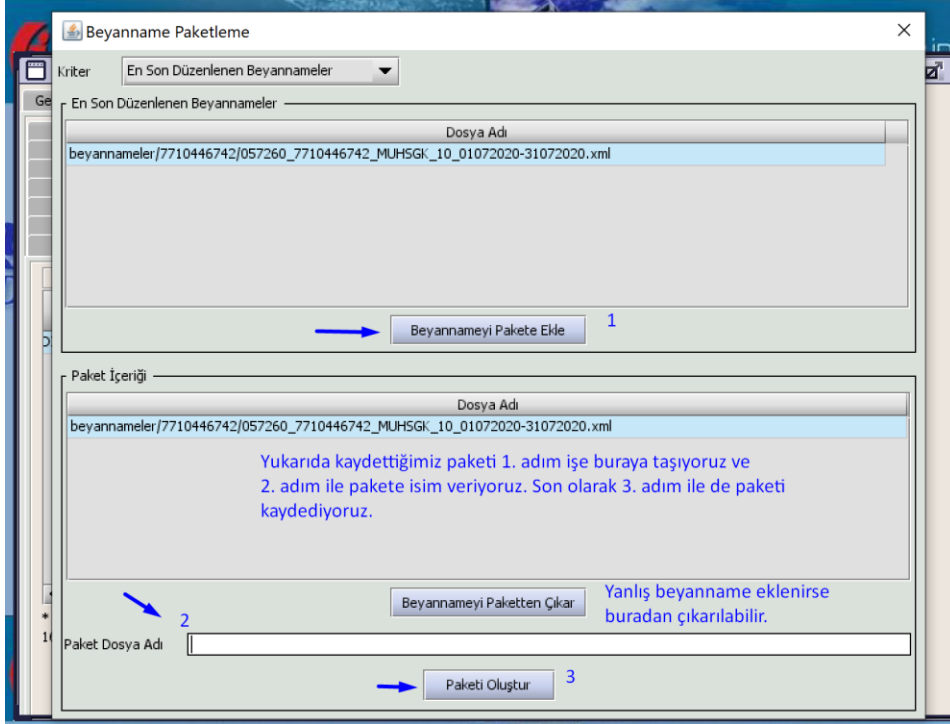 Beyanname Paketleme
Kriter En Son Düzenlenen Beyannameler
Ge
En Son Düzenlenen Beyannameler
Dosya Adı
beyannameler/7710446742/057260_7710446742_MUHSGK_10_01072020-31072020.xml
Beyannameyi Pakete Ekle 1
Paket İçeriği
Dosya Adı
beyannameler/7710446742/057260_7710446742_MUHSGK_10_01072020-31072020.xml
Yukarıda kaydettiğimiz paketi 1. adım işe buraya taşıyoruz ve
2. adım ile pakete isim veriyoruz. Son olarak 3. adım ile de paketi
kaydediyoruz.
Beyannameyi Paketten Çıkar
Yanlış beyanname eklenirse
buradan çıkarılabilir.
2
Paket Dosya Adı
Paketi Oluştur 3